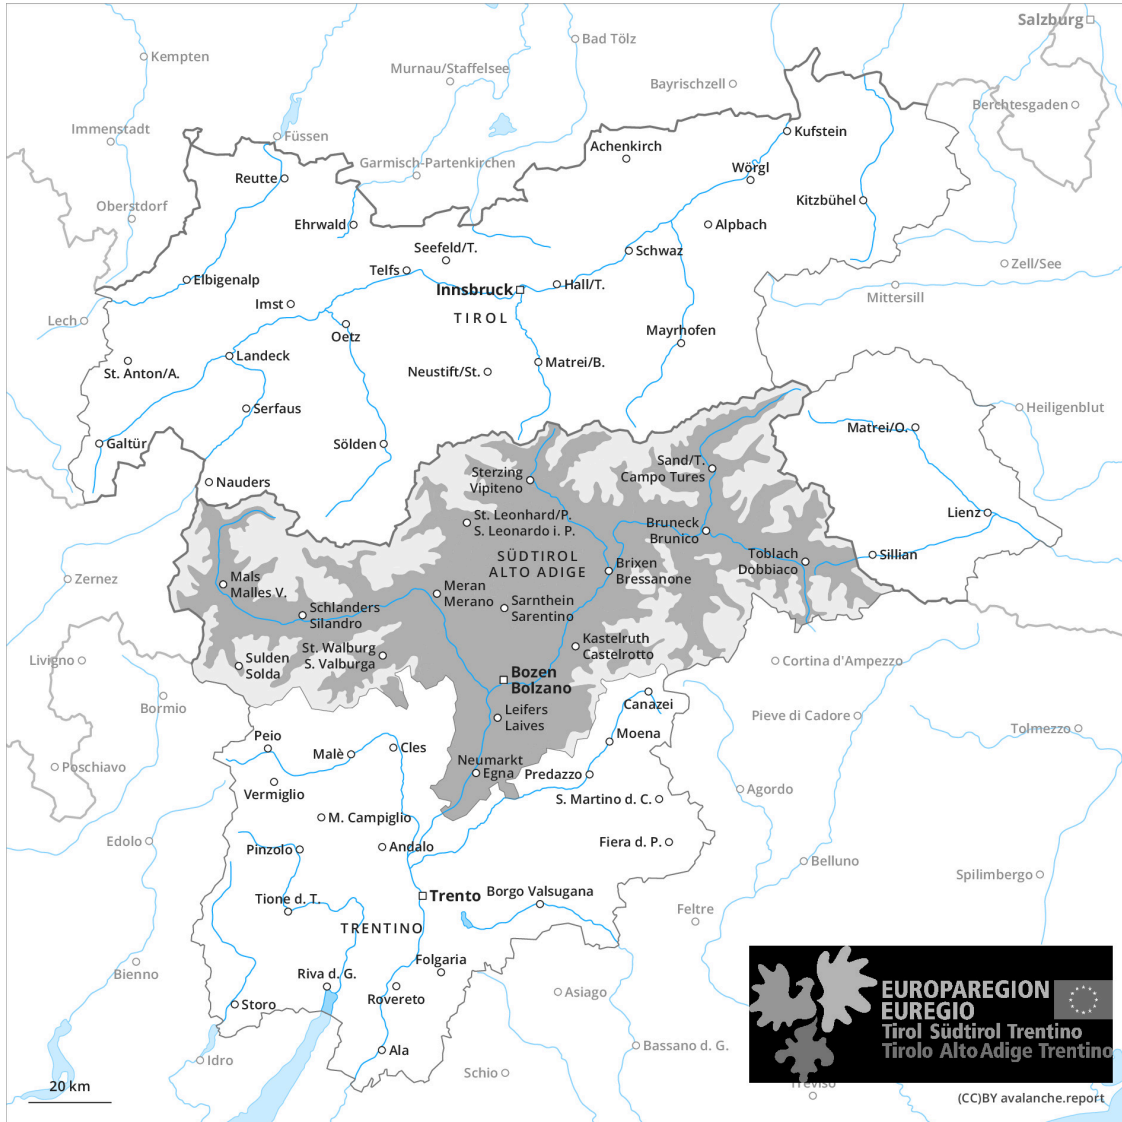 Salzburg
Bad Tölz
Kempten
Murnau/Staffelsee
Bayrischzell
Berchtesgaden
Immenstadt
Füssen
Kufstein
Achenkirch
Garmisch-Partenkirchen
Wörgl
Reutte
Kitzbühel
Oberstdorf
Ehrwald
Alpbach
Seefeld/T.
Schwaz
Zell/See
Telfs
Elbigenalp
Hall/T.
Innsbruck
Mittersill
Imst
TIROL
Lech
Mayrhofen
Oetz
Landeck
Matrei/B.
St. Anton/A.
Neustift/St.
Serfaus
Heiligenblut
Matrei/O.
Galtür
Sölden
Sand/T.
Campo Tures
Sterzing
Vipiteno
Nauders
Lienz
St. Leonhard/P.
S. Leonardo i. P.
Bruneck
Brunico
SÜDTIROL
ALTO ADIGE
Toblach
Dobbiaco
Sillian
Brixen
Bressanone
Zernez
Mals
Malles V.
Meran
Merano
Schlanders
Silandro
Sarnthein
Sarentino
Kastelruth
Castelrotto
St. Walburg
S. Valburga
Livigno
Sulden
Solda
Cortina d'Ampezzo
Bozen
Bolzano
Bormio
Canazei
Leifers
Laives
Pieve di Cadore
Tolmezzo
Peio
Moena
Malè
Cles
Neumarkt
Egna
Poschiavo
Predazzo
Vermiglio
Agordo
S. Martino d. C.
M. Campiglio
Edolo
Fiera d. P.
Pinzolo
Andalo
Belluno
Spilimbergo
Trento
Borgo Valsugana
Tione d. T.
Feltre
TRENTINO
Folgaria
Bienno
Riva d. G.
Rovereto
Asiago
Storo
EUROPAREGION
EUREGIO
Tirol Südtirol Trentino
Tirolo Alto Adige Trentino
Ala
Bassano d. G.
Idro
Schio
Treviso
20 km
(CC)BY avalanche.report